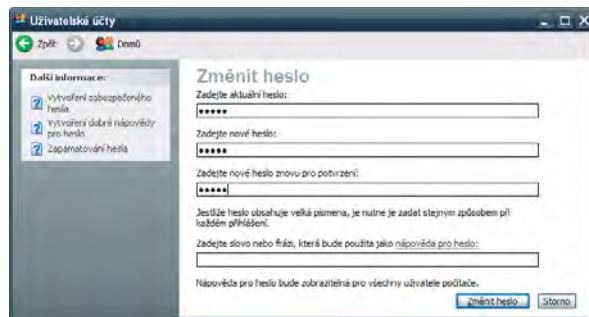 Uživatelské účty
Zpět Domů
Další informace:
Vytvoření zabezpečeného
hesla
Vytvoření dobré nápovědy
pro heslo
Zapamatování hesla
Změnit heslo
Zadejte aktuální heslo:
•••••
Zadejte nové heslo:
•••••
Zadejte nové heslo znovu pro potvrzení:
•••••
Jestliže heslo obsahuje velká písmena, je nutné je zadat stejným způsobem při
každém přihlášení.
Zadejte slovo nebo frázi, která bude použita jako nápověda pro heslo:
Nápověda pro heslo bude zobrazitelná pro všechny uživatele počítače.
Změnit heslo Storno